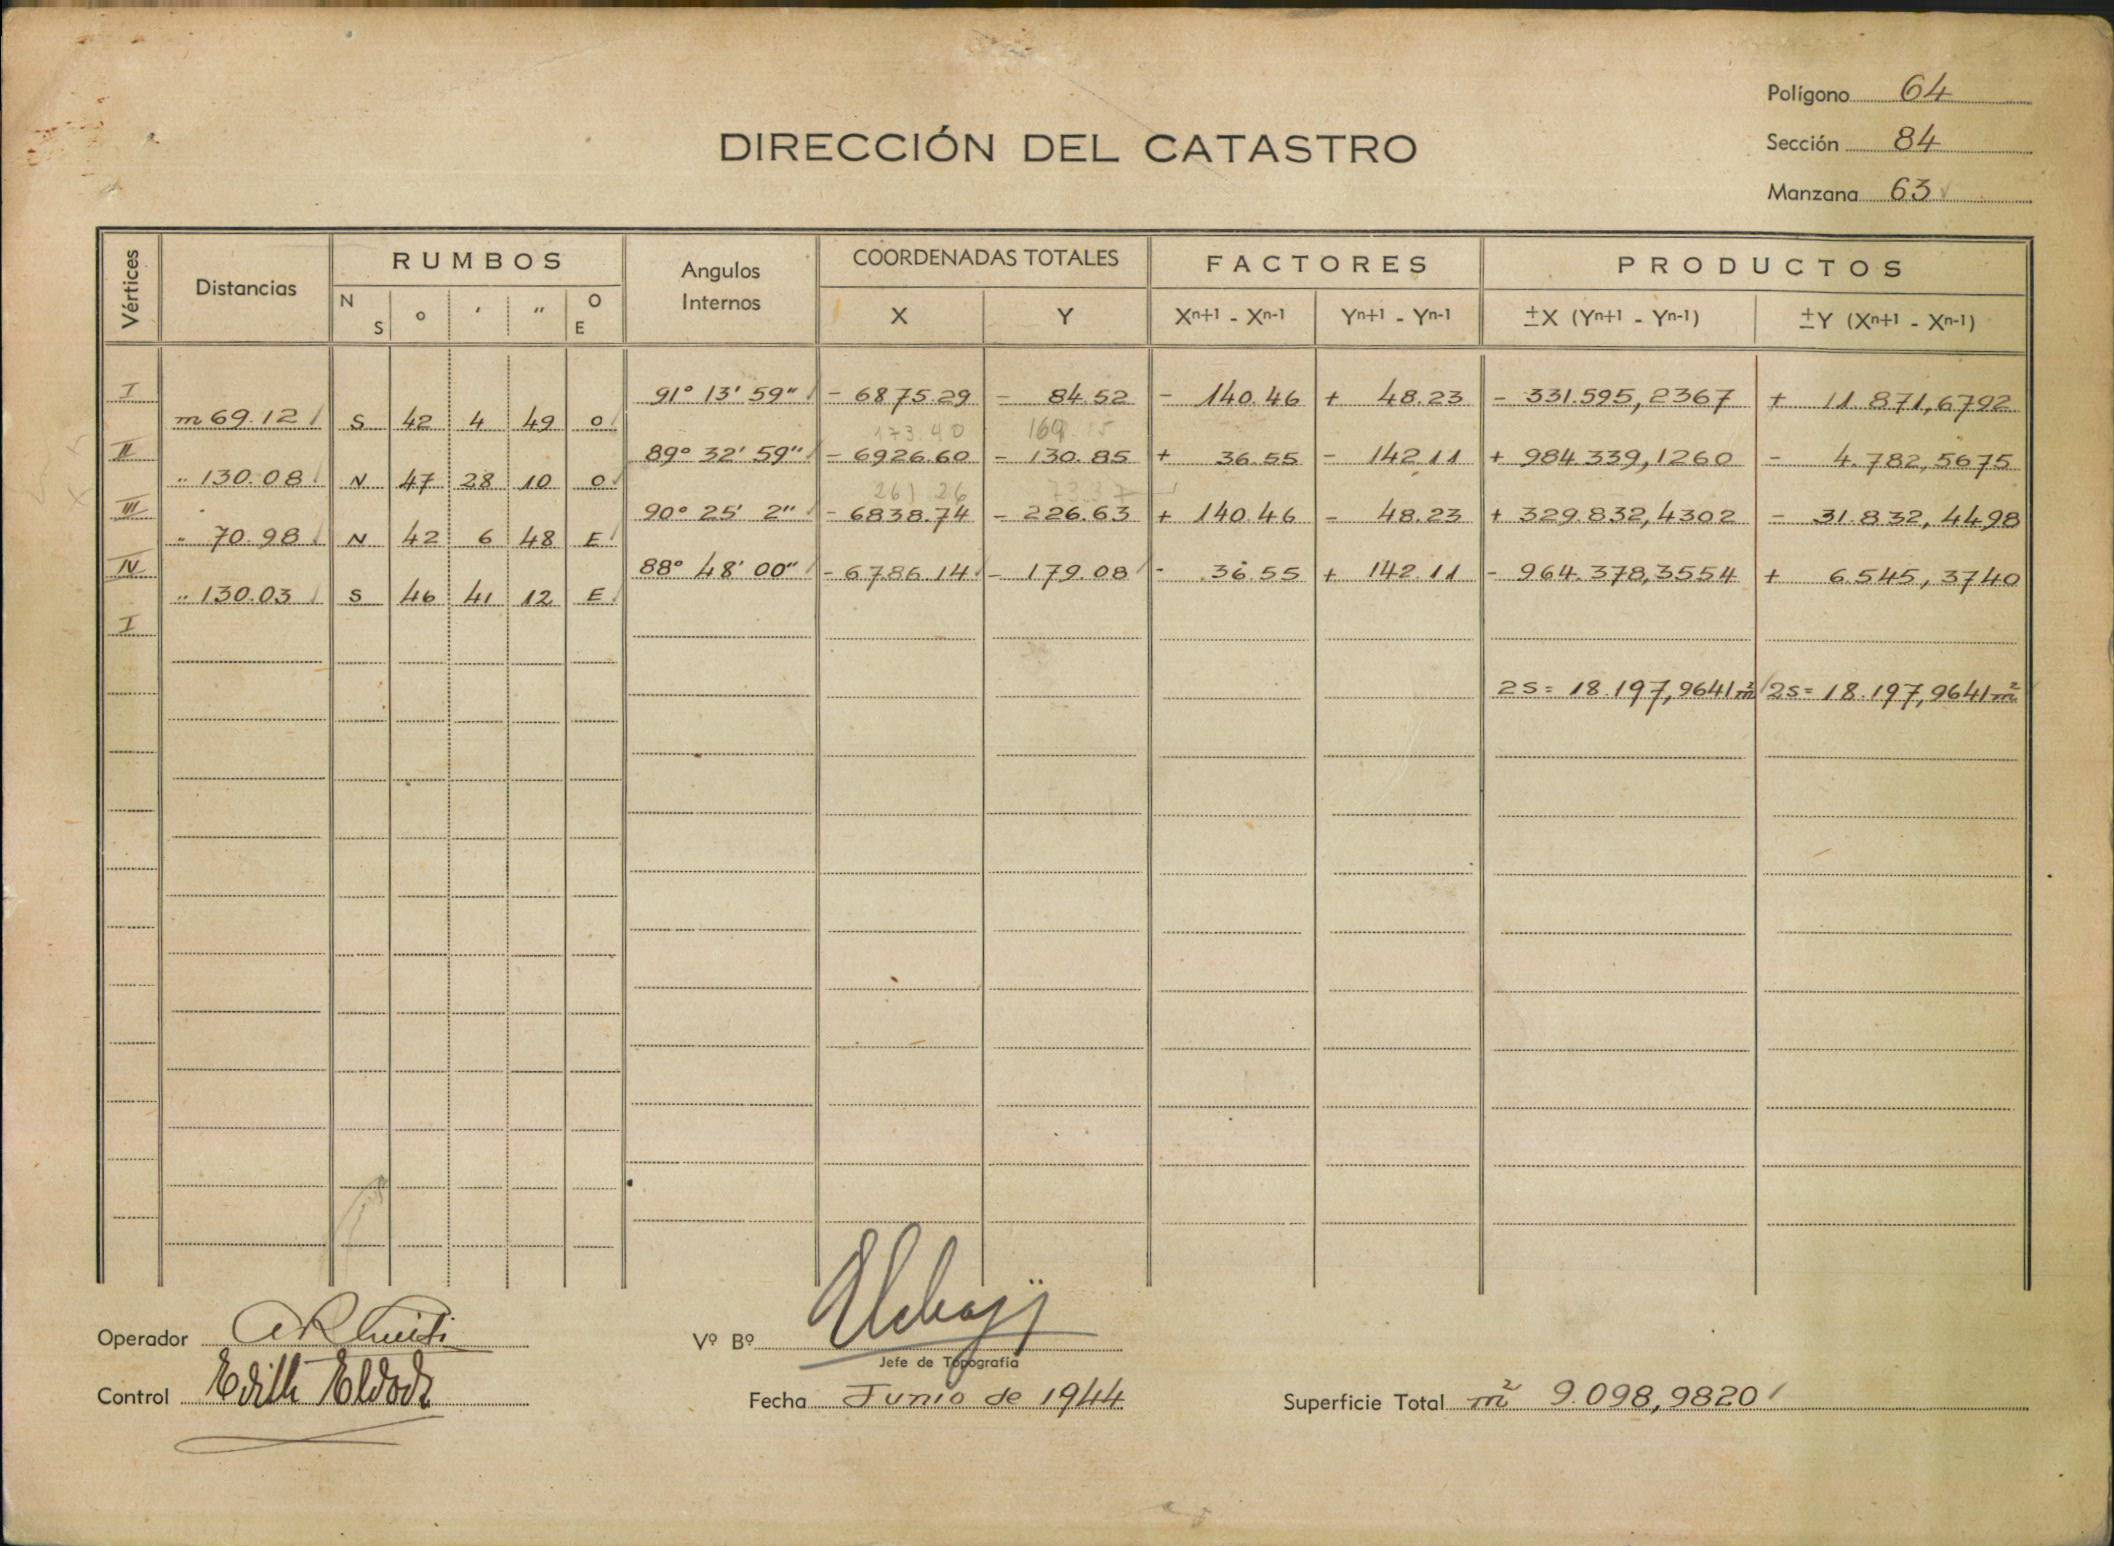 Polígono 64
DIRECCIÓN DEL CATASTRO
Sección 84
Manzana 63
Vértices Distancias RUMBOS Angulos Internos COORDENADAS TOTALES FACTORES PRODUCTOS
N S o ' " O E X Y Xn+1 - Xn-1 Yn+1 - Yn-1 ±X (Yn+1 - Yn-1) ±Y (Xn+1 - Xn-1)
I 91° 13' 59" - 6875.29 - 84.52 - 140.46 + 48.23 - 331.595,2367 + 11.871,6792
m 69.12 S 42 4 49 O
173.40
II 89° 32' 59" - 6926.60 - 130.85 + 36.55 - 142.11 + 984.339,1260 - 4.782,5675
" 130.08 N 47 28 10 O
261 26 73.37
III 90° 25' 2" - 6838.74 - 226.63 + 140.46 - 48.23 + 329.832,4302 - 31.832,4498
" 70.98 N 42 6 48 E
IV 88° 48' 00" - 6786.14 - 179.08 - 36.55 + 142.11 - 964.378,3554 + 6.545,3740
" 130.03 S 46 41 12 E
I
2S = 18.197,9641 m² 2S = 18.197,9641 m²
Operador
Vº Bº
Jefe de Topografía
Control Edith
Fecha Junio de 1944
Superficie Total m² 9.098,9820